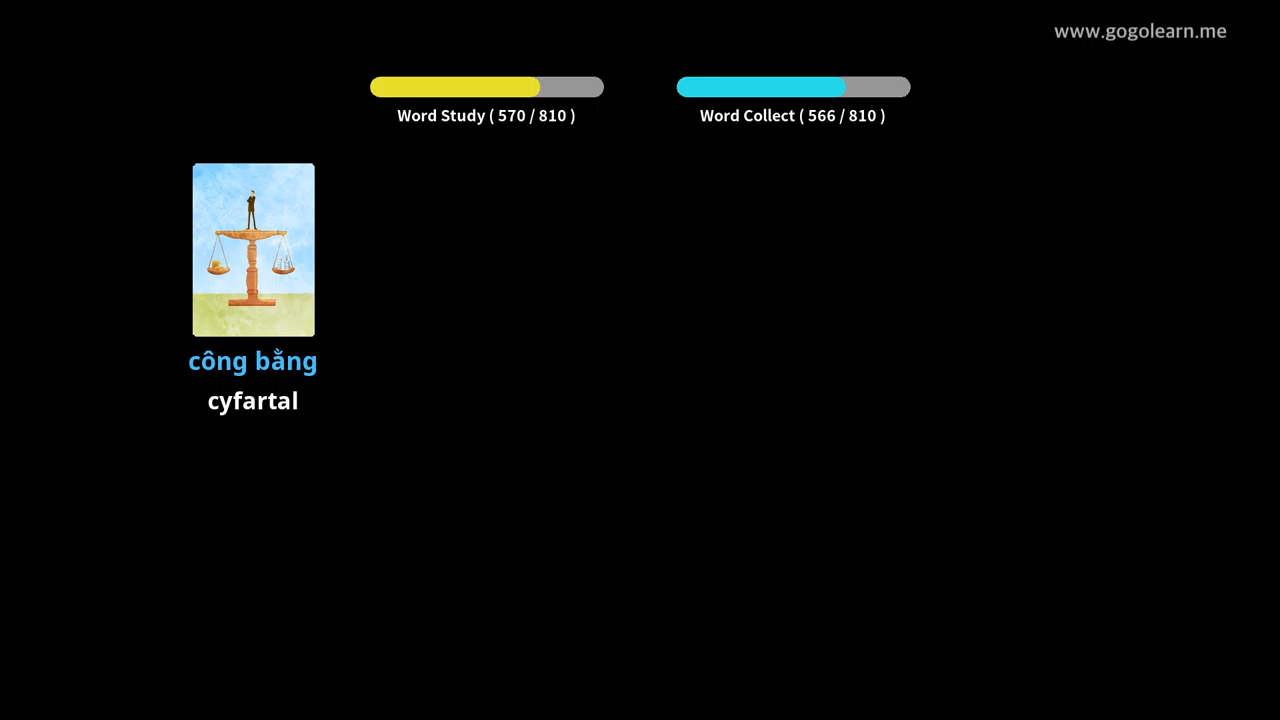 www.gogolearn.me
Word Study ( 570 / 810 )
Word Collect ( 566 / 810 )
công bằng
cyfartal